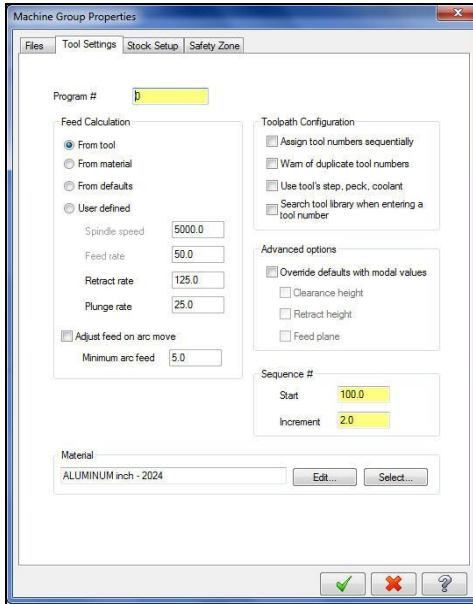 Machine Group Properties
Files Tool Settings Stock Setup Safety Zone
Program # 0
Feed Calculation
From tool
From material
From defaults
User defined
Spindle speed 5000.0
Feed rate 50.0
Retract rate 125.0
Plunge rate 25.0
Adjust feed on arc move
Minimum arc feed 5.0
Toolpath Configuration
Assign tool numbers sequentially
Warn of duplicate tool numbers
Use tool's step, peck, coolant
Search tool library when entering a
tool number
Advanced options
Override defaults with modal values
Clearance height
Retract height
Feed plane
Sequence #
Start 100.0
Increment 2.0
Material
ALUMINUM inch - 2024 Edit... Select...
?